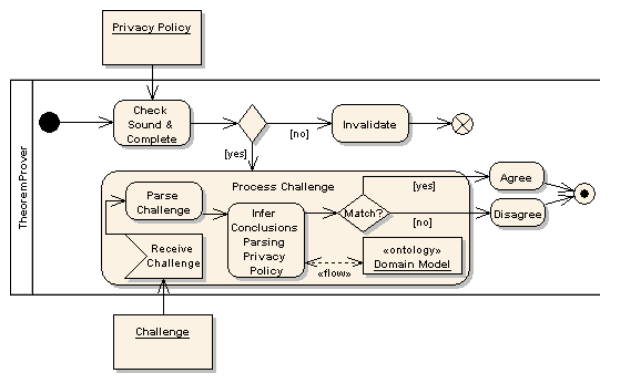 Privacy Policy
TheoremProver
Check
Sound &
Complete
[no]
Invalidate
[yes]
Process Challenge
Parse
Challenge
Infer
Conclusions
Parsing
Privacy
Policy
Match?
[yes]
Agree
[no]
Disagree
Receive
Challenge
«flow»
«ontology»
Domain Model
Challenge